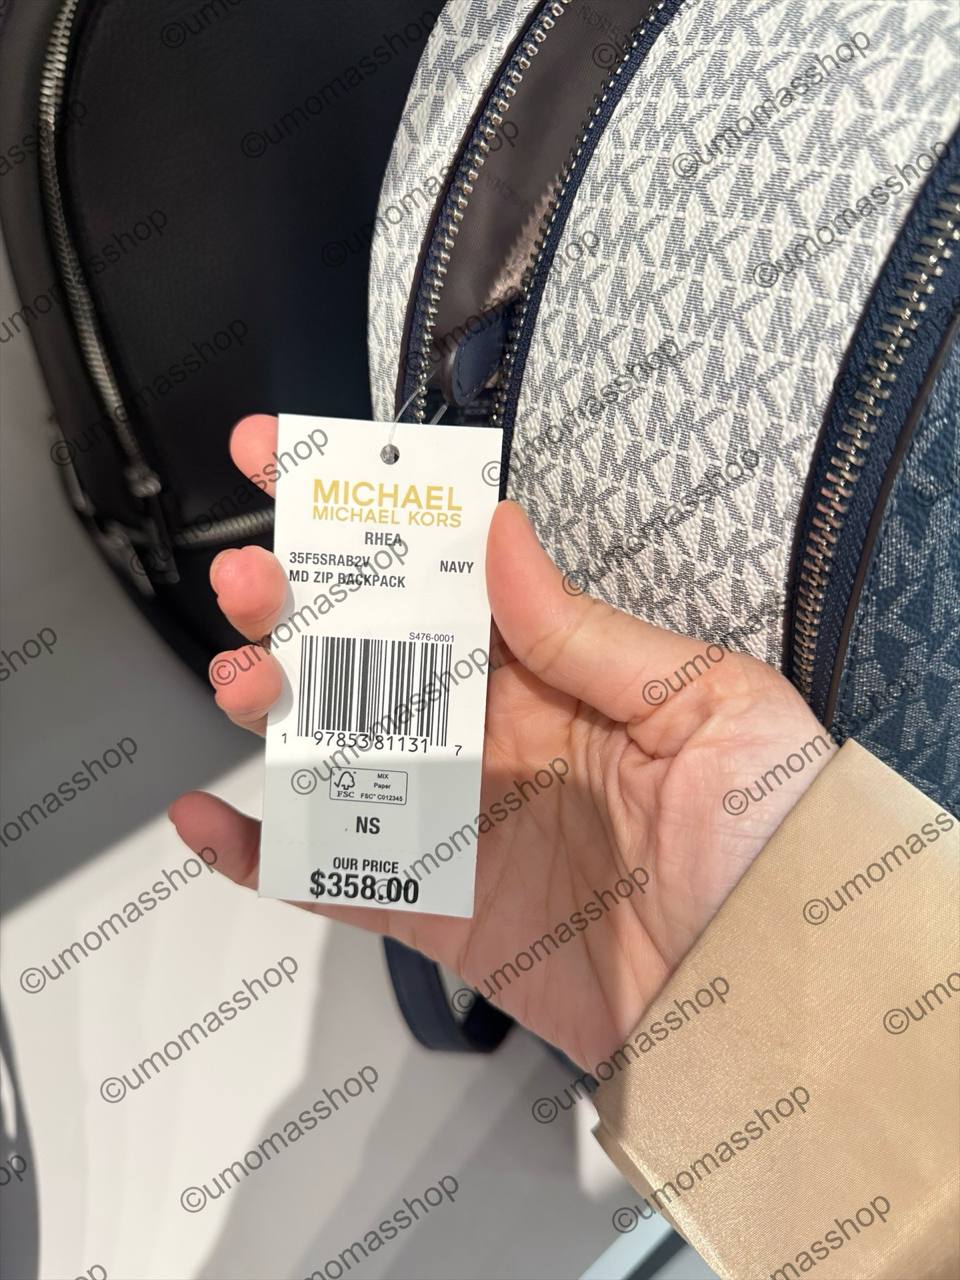 MICHAEL
MICHAEL KORS
RHEA
35F5SRAB2V NAVY
MD ZIP BACKPACK
S476-0001
1 97853 81131 7
FSC
MIX
Paper
FSC® C012345
NS
OUR PRICE
$358.00
©umomasshop